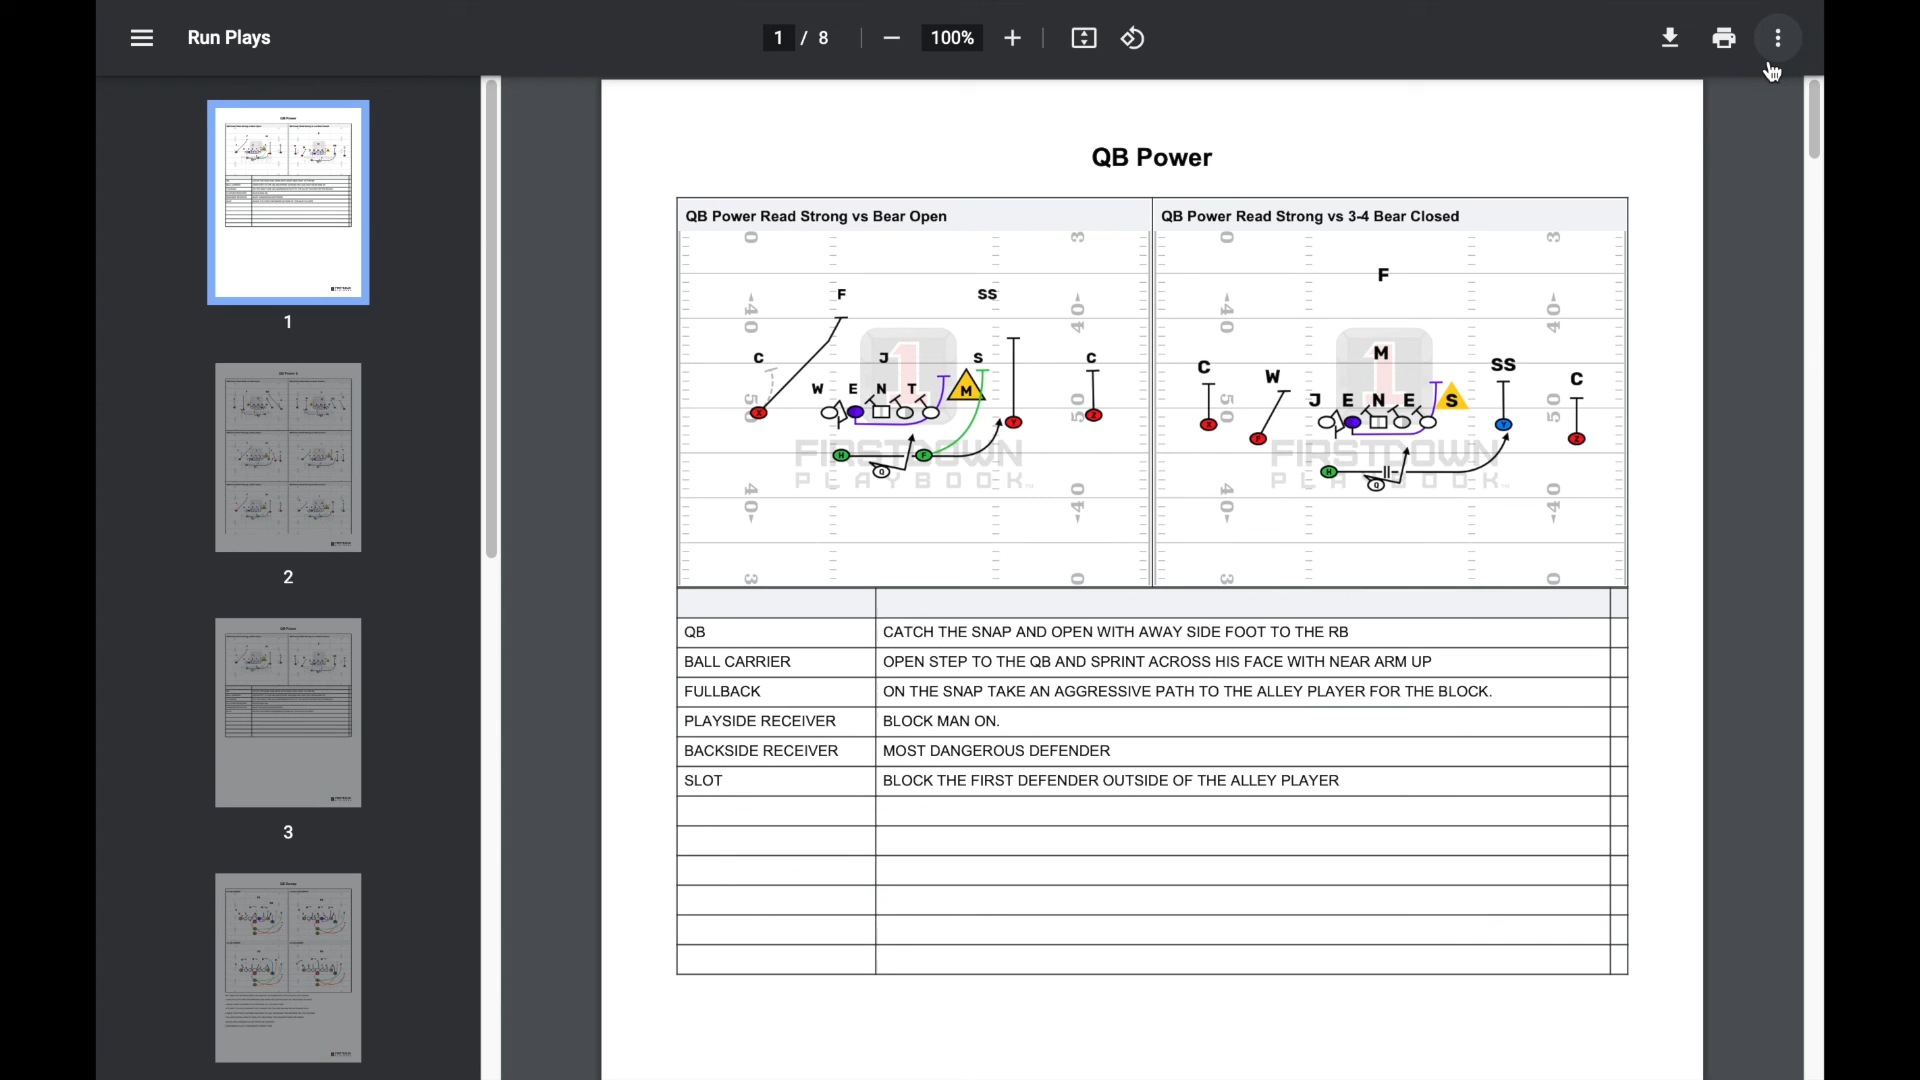 Run Plays
1 / 8
100%
1
2
3
QB Power
QB Power Read Strong vs Bear Open
QB Power Read Strong vs 3-4 Bear Closed
F SS
C J S C
W E N T M
X Y Z
H F
Q
F
M
C W SS C
J E N E S
X F Y Z
H
Q
FIRSTDOWN
PLAYBOOK
FIRSTDOWN
PLAYBOOK
QB CATCH THE SNAP AND OPEN WITH AWAY SIDE FOOT TO THE RB
BALL CARRIER OPEN STEP TO THE QB AND SPRINT ACROSS HIS FACE WITH NEAR ARM UP
FULLBACK ON THE SNAP TAKE AN AGGRESSIVE PATH TO THE ALLEY PLAYER FOR THE BLOCK.
PLAYSIDE RECEIVER BLOCK MAN ON.
BACKSIDE RECEIVER MOST DANGEROUS DEFENDER
SLOT BLOCK THE FIRST DEFENDER OUTSIDE OF THE ALLEY PLAYER